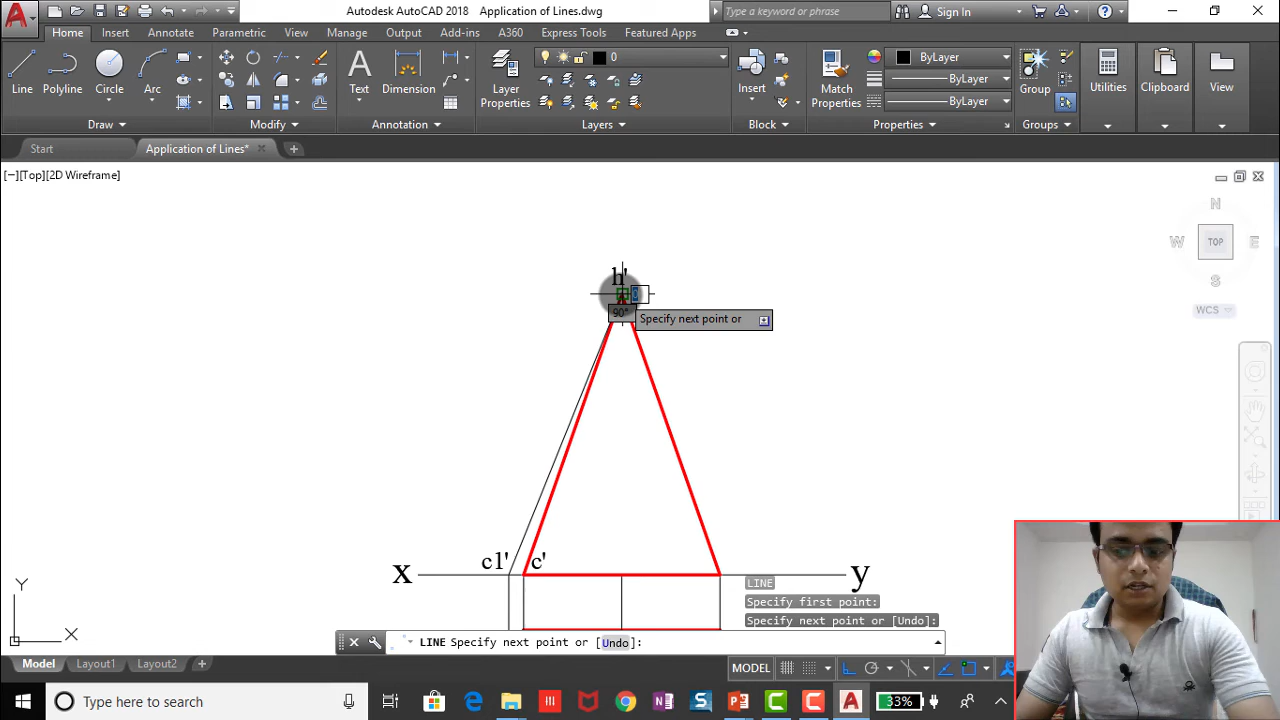 Autodesk AutoCAD 2018 Application of Lines.dwg
Type a keyword or phrase
Sign In
Home Insert Annotate Parametric View Manage Output Add-ins A360 Express Tools Featured Apps
0
ByLayer
ByLayer
ByLayer
Line Polyline Circle Arc Text Dimension Layer Properties Insert Match Properties Group Utilities Clipboard View
Draw Modify Annotation Layers Block Properties Groups
Start Application of Lines*
[−][Top][2D Wireframe]
N
W TOP E
S
WCS
h'
90°
Specify next point or
c1' c'
x y
LINE
Specify first point:
Specify next point or [Undo]:
Y
X
LINE Specify next point or [Undo]:
Model Layout1 Layout2
MODEL
Type here to search
33%